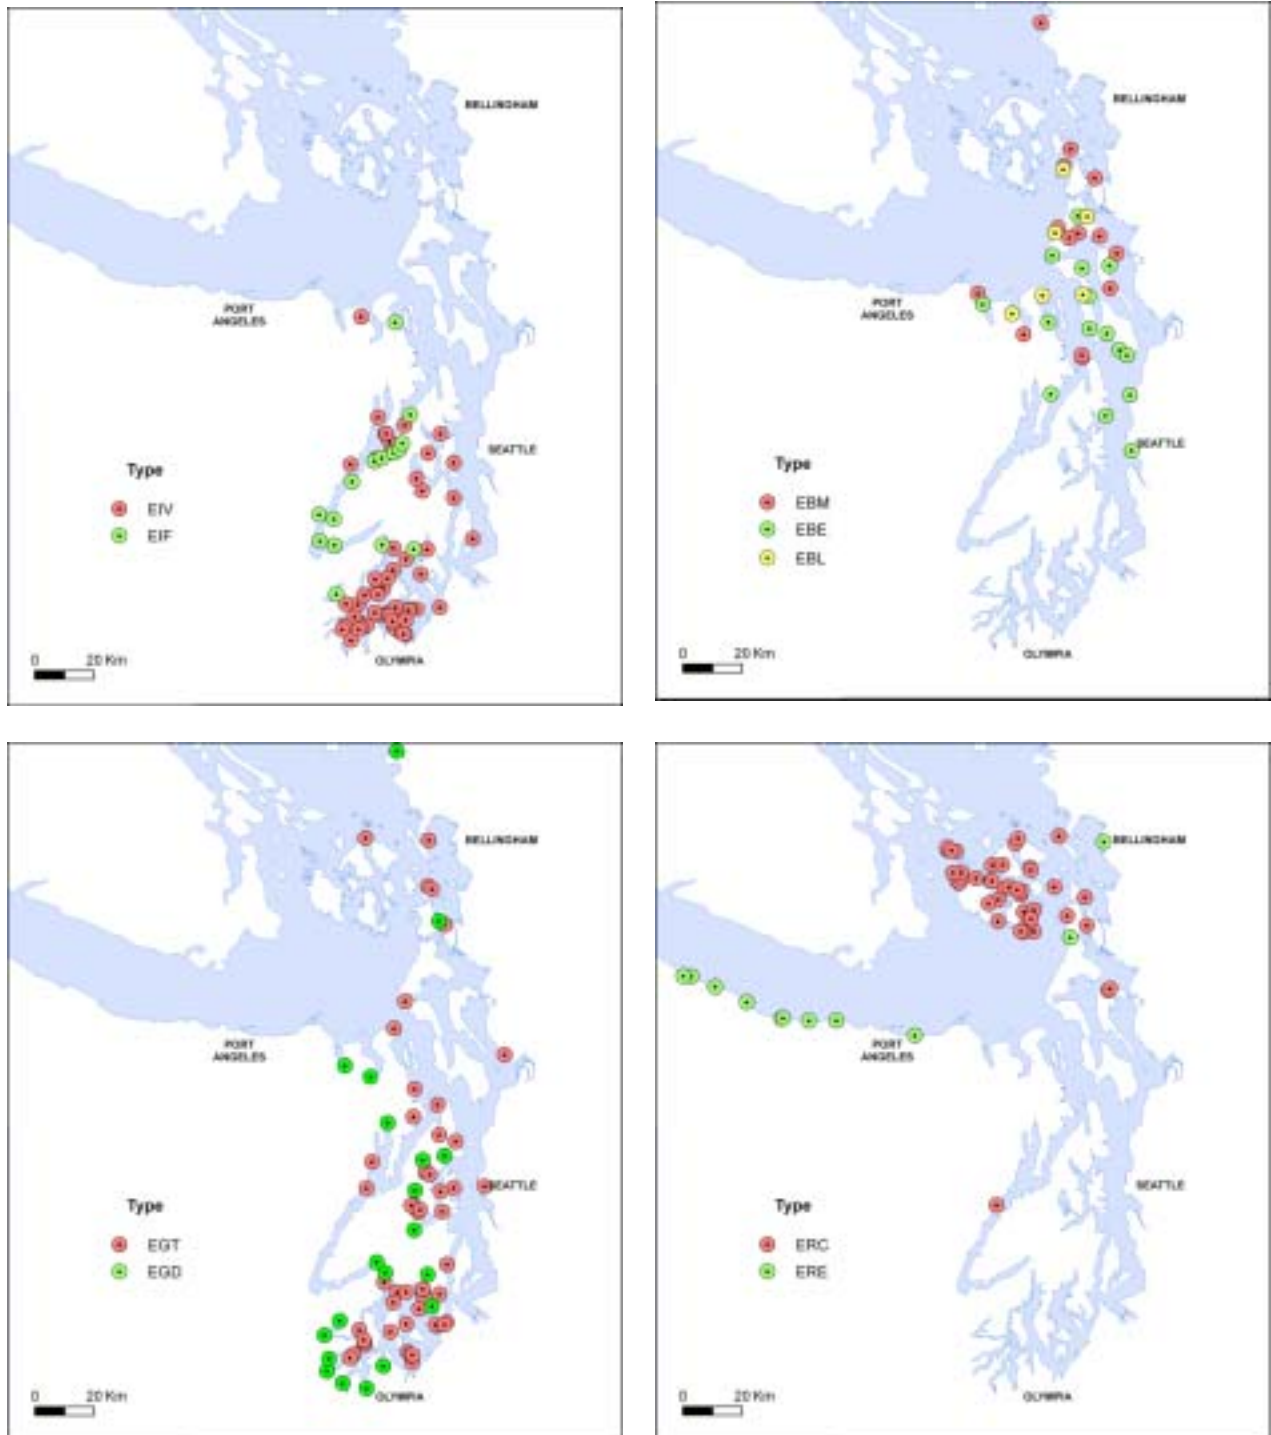 BELLINGHAM
PORT
ANGELES
SEATTLE
Type
EIV
EIF
0 20 Km
OLYMPIA
BELLINGHAM
PORT
ANGELES
SEATTLE
Type
EBM
EBE
EBL
0 20 Km
OLYMPIA
BELLINGHAM
PORT
ANGELES
SEATTLE
Type
EGT
EGD
0 20 Km
OLYMPIA
BELLINGHAM
PORT
ANGELES
SEATTLE
Type
ERC
ERE
0 20 Km
OLYMPIA